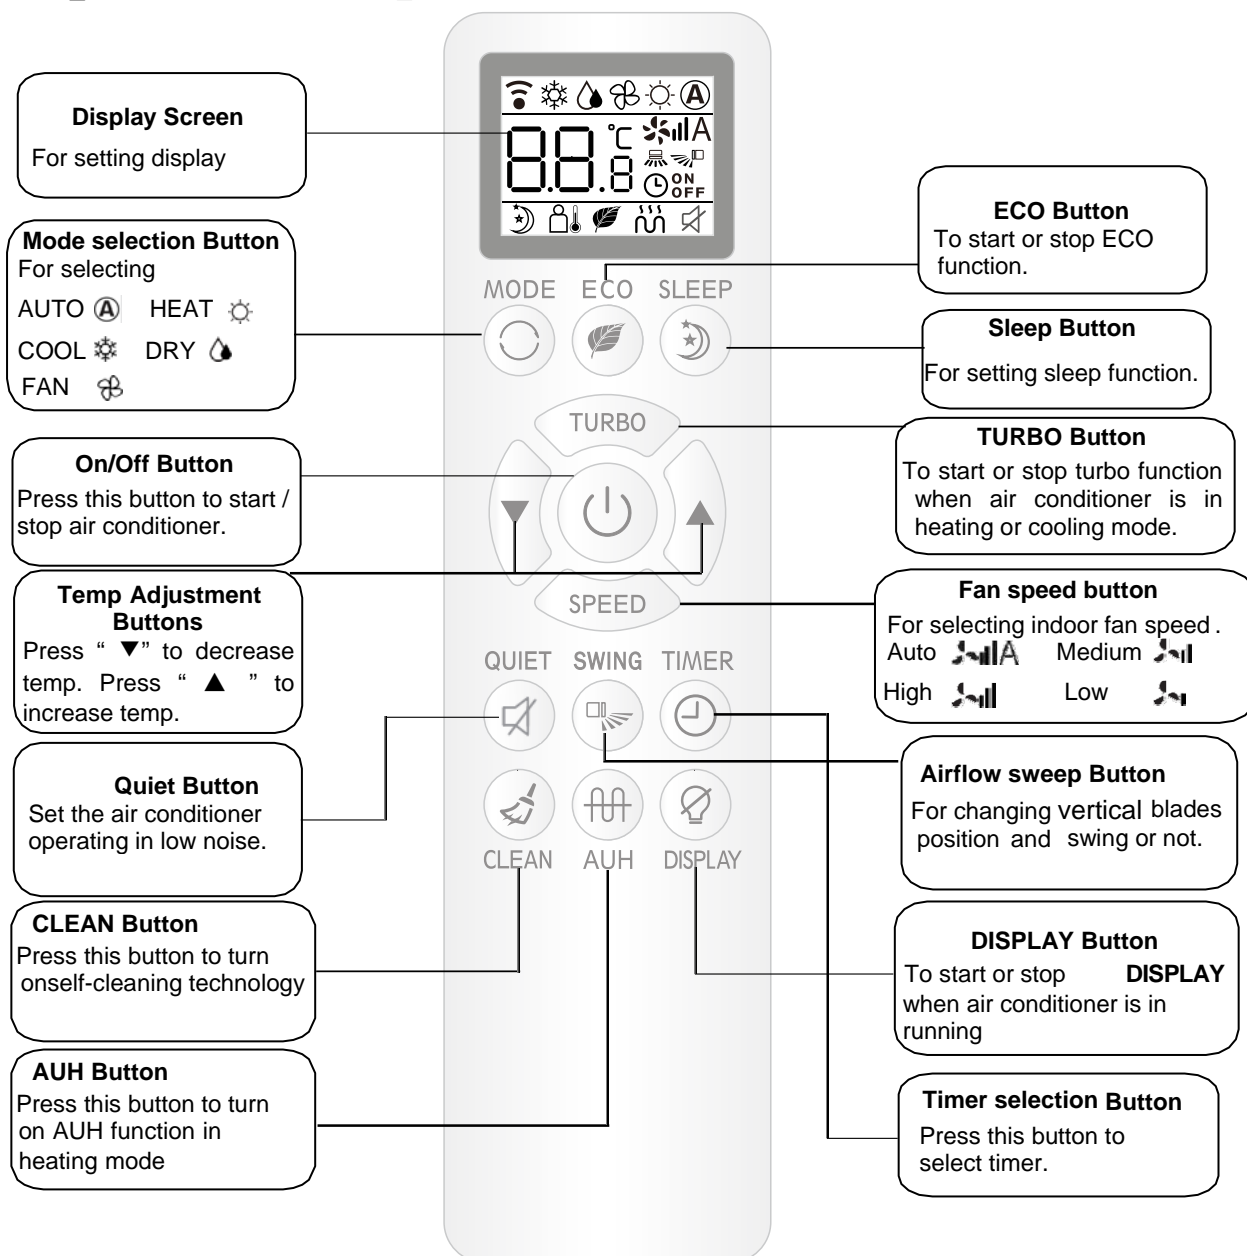 Display Screen
For setting display
Mode selection Button
For selecting
AUTO Ⓐ HEAT
COOL DRY
FAN
On/Off Button
Press this button to start /
stop air conditioner.
Temp Adjustment
Buttons
Press “ ▼” to decrease
temp. Press “ ▲ ” to
increase temp.
Quiet Button
Set the air conditioner
operating in low noise.
CLEAN Button
Press this button to turn
onself-cleaning technology
AUH Button
Press this button to turn
on AUH function in
heating mode
Ⓐ
88.8 °C A
ON
OFF
MODE ECO SLEEP
TURBO
SPEED
QUIET SWING TIMER
CLEAN AUH DISPLAY
ECO Button
To start or stop ECO
function.
Sleep Button
For setting sleep function.
TURBO Button
To start or stop turbo function
when air conditioner is in
heating or cooling mode.
Fan speed button
For selecting indoor fan speed .
Auto A Medium
High Low
Airflow sweep Button
For changing vertical blades
position and swing or not.
DISPLAY Button
To start or stop DISPLAY
when air conditioner is in
running
Timer selection Button
Press this button to
select timer.